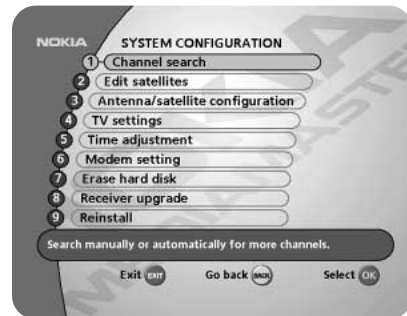 NOKIA
SYSTEM CONFIGURATION
1 Channel search
2 Edit satellites
3 Antenna/satellite configuration
4 TV settings
5 Time adjustment
6 Modem setting
7 Erase hard disk
8 Receiver upgrade
9 Reinstall
Search manually or automatically for more channels.
Exit EXIT Go back BACK Select OK
NOKIA
MEDIAMASTER